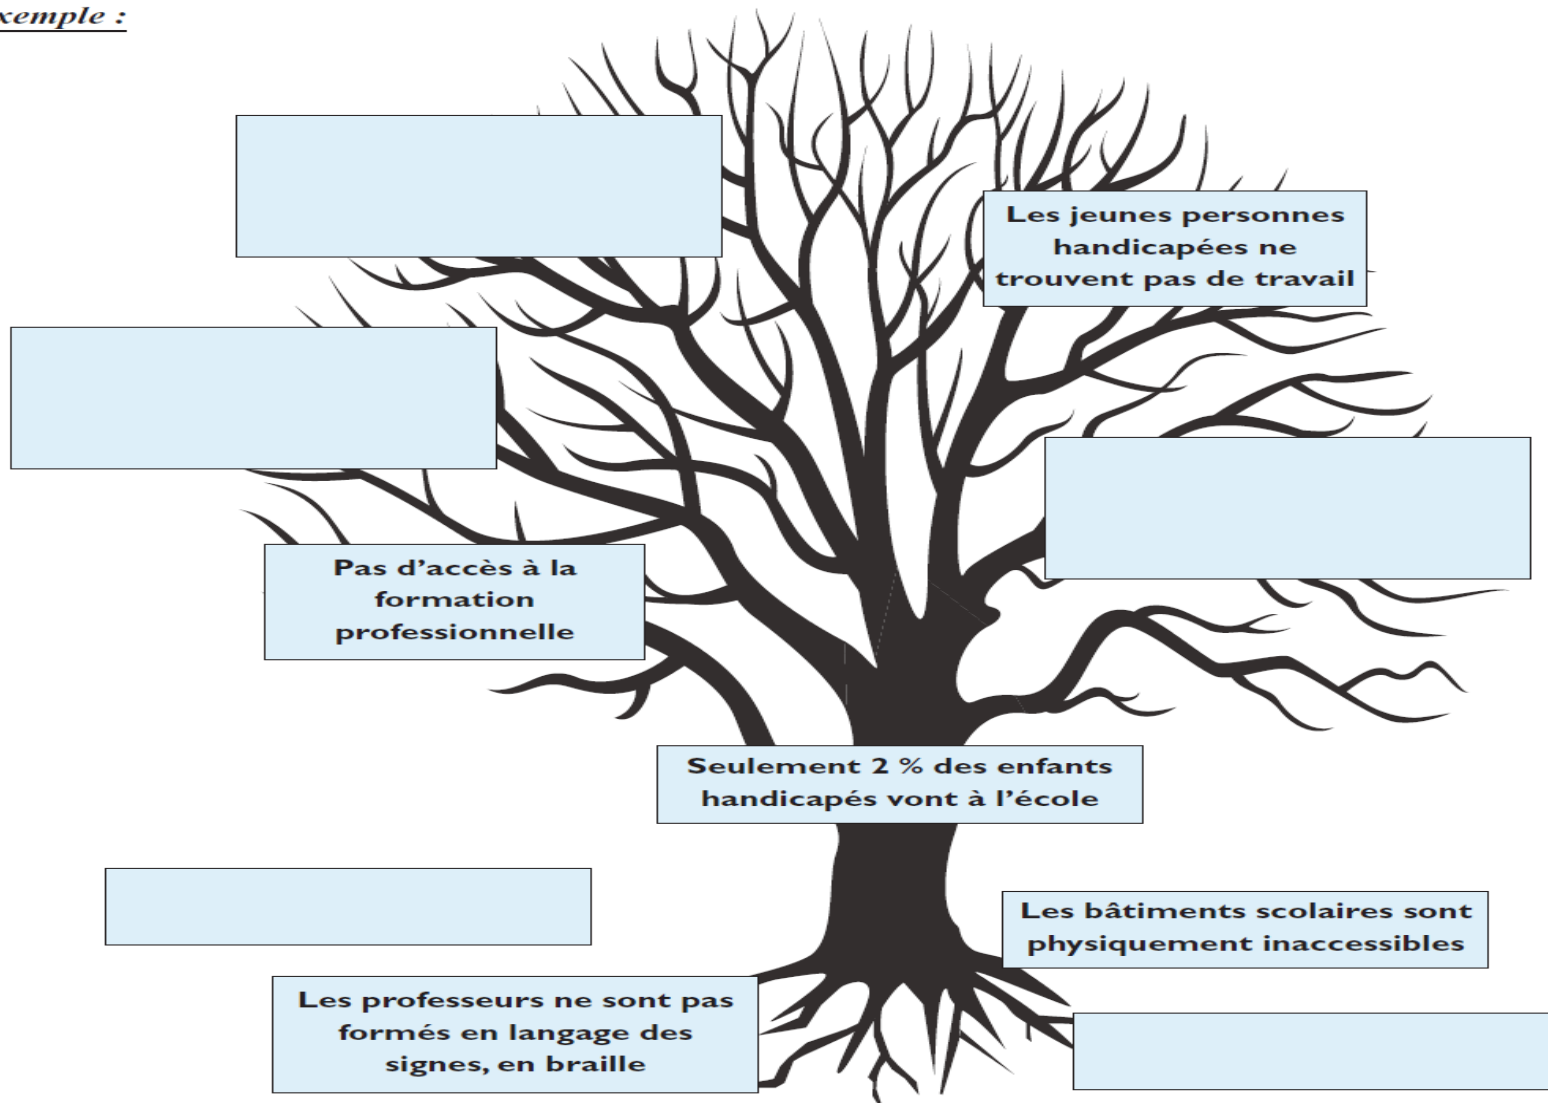 xemple :
Les jeunes personnes
handicapées ne
trouvent pas de travail
Pas d’accès à la
formation
professionnelle
Seulement 2 % des enfants
handicapés vont à l’école
Les bâtiments scolaires sont
physiquement inaccessibles
Les professeurs ne sont pas
formés en langage des
signes, en braille